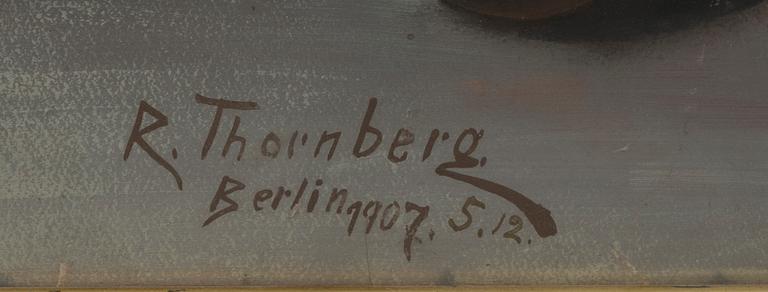 R. Thornberg.
Berlin 1907. 5.12.